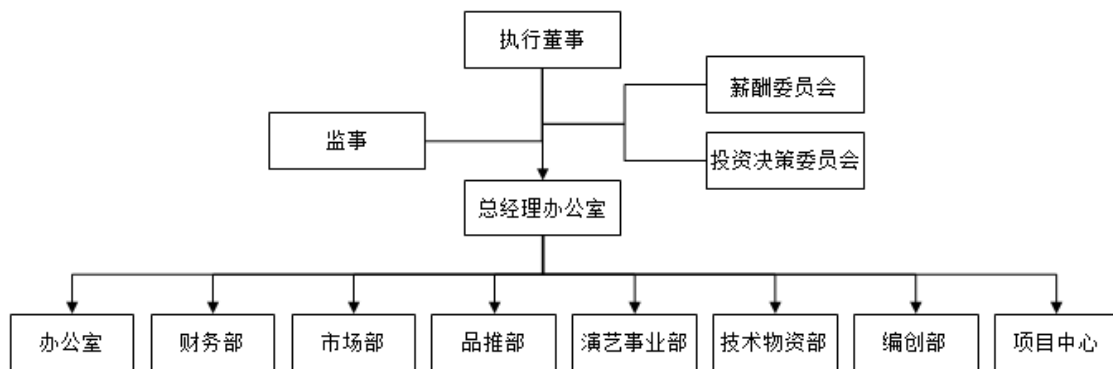 执行董事
薪酬委员会
监事
投资决策委员会
总经理办公室
办公室
财务部
市场部
品推部
演艺事业部
技术物资部
编创部
项目中心